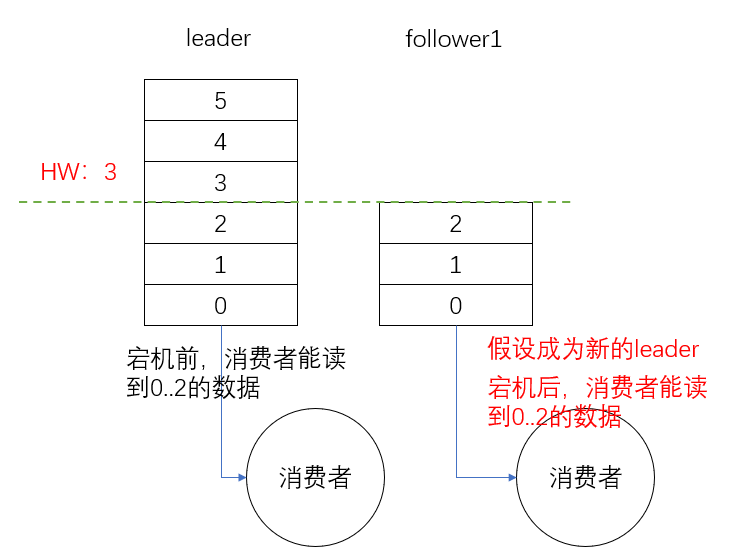 leader
follower1
5
4
HW：3
3
2
1
0
2
1
0
宕机前，消费者能读
到0..2的数据
假设成为新的leader
宕机后，消费者能读
到0..2的数据
消费者
消费者